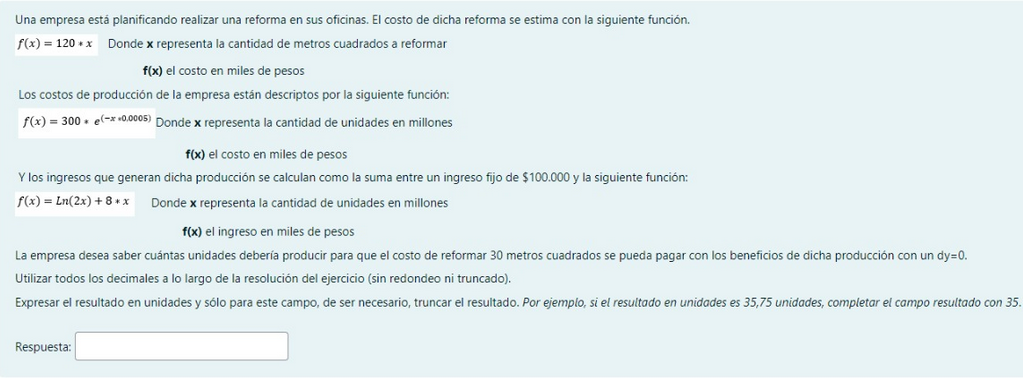 Una empresa está planificando realizar una reforma en sus oficinas. El costo de dicha reforma se estima con la siguiente función.
f(x) = 120 * x Donde x representa la cantidad de metros cuadrados a reformar
f(x) el costo en miles de pesos
Los costos de producción de la empresa están descriptos por la siguiente función:
f(x) = 300 * e^(-x*0.0005) Donde x representa la cantidad de unidades en millones
f(x) el costo en miles de pesos
Y los ingresos que generan dicha producción se calculan como la suma entre un ingreso fijo de $100.000 y la siguiente función:
f(x) = Ln(2x) + 8 * x Donde x representa la cantidad de unidades en millones
f(x) el ingreso en miles de pesos
La empresa desea saber cuántas unidades debería producir para que el costo de reformar 30 metros cuadrados se pueda pagar con los beneficios de dicha producción con un dy=0.
Utilizar todos los decimales a lo largo de la resolución del ejercicio (sin redondeo ni truncado).
Expresar el resultado en unidades y sólo para este campo, de ser necesario, truncar el resultado. Por ejemplo, si el resultado en unidades es 35,75 unidades, completar el campo resultado con 35.
Respuesta: